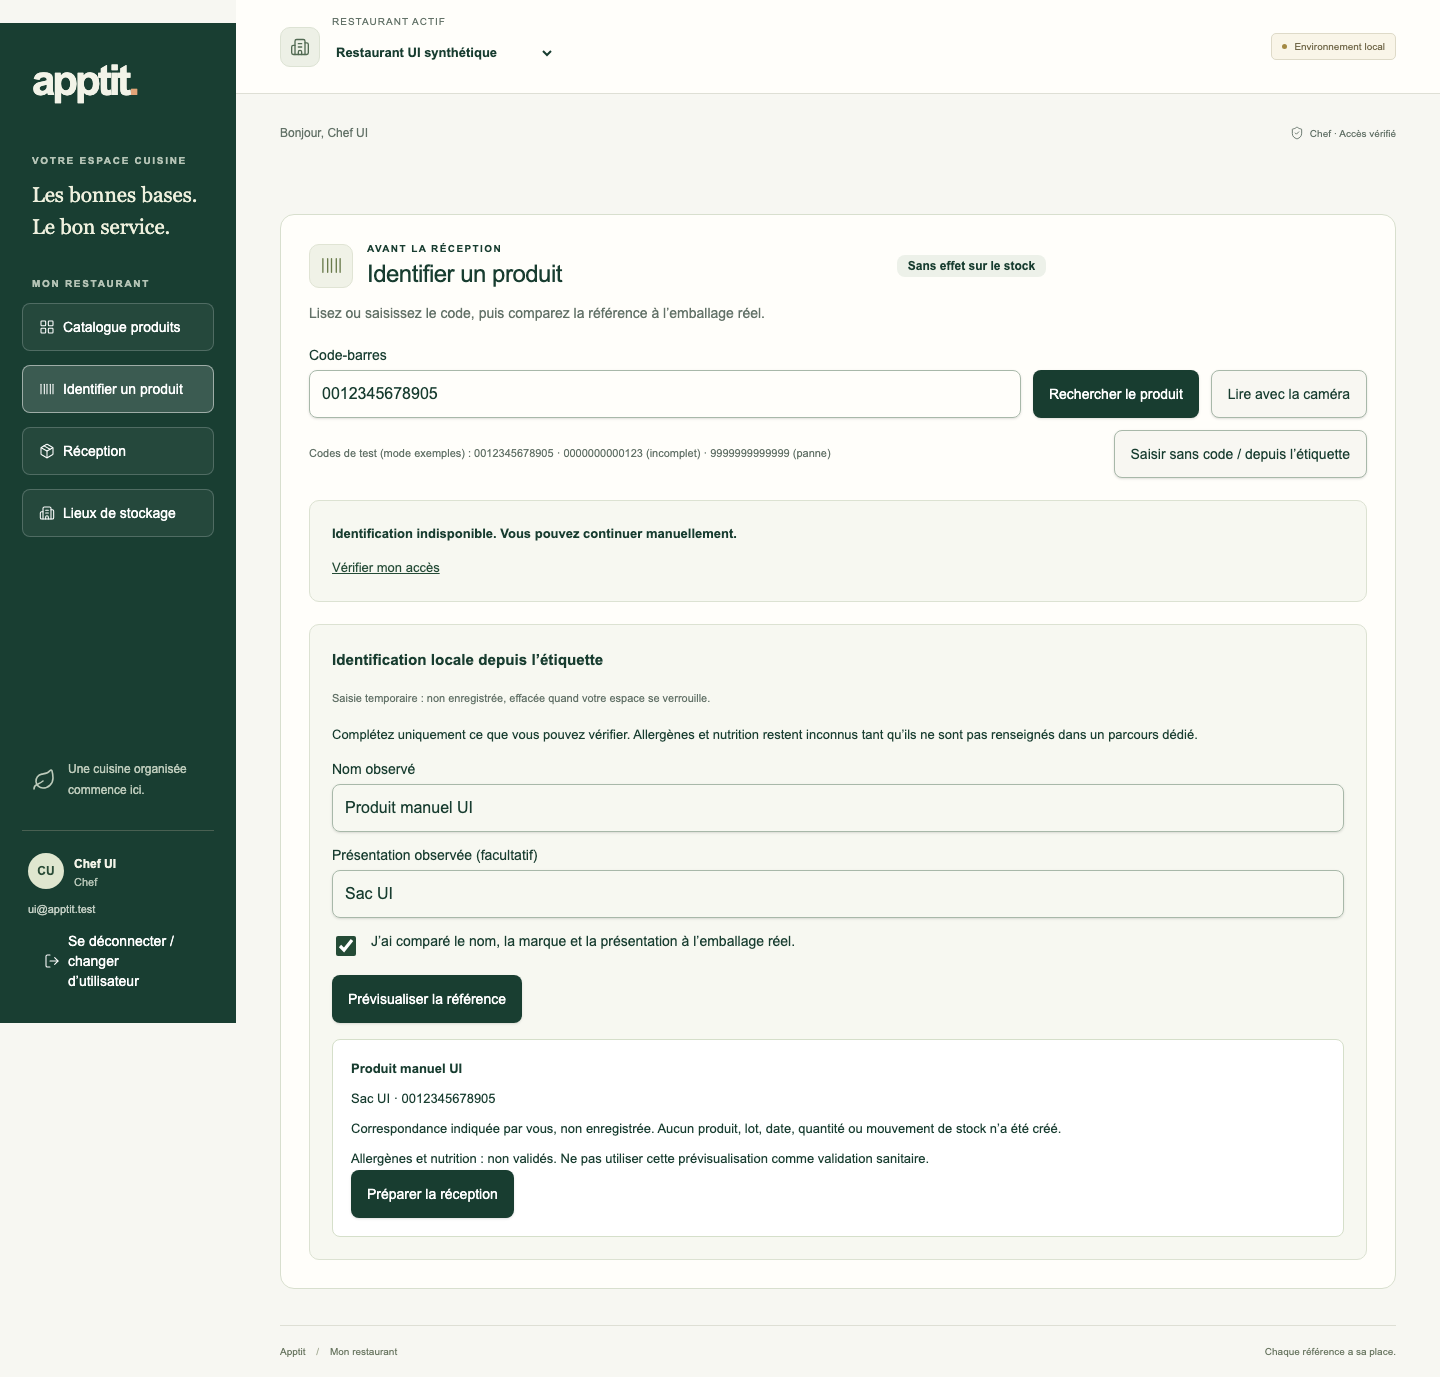 apptit.
VOTRE ESPACE CUISINE
Les bonnes bases.
Le bon service.
MON RESTAURANT
Catalogue produits
Identifier un produit
Réception
Lieux de stockage
Une cuisine organisée
commence ici.
CU
Chef UI
Chef
ui@apptit.test
Se déconnecter /
changer
d’utilisateur
RESTAURANT ACTIF
Restaurant UI synthétique
Environnement local
Bonjour, Chef UI
Chef · Accès vérifié
AVANT LA RÉCEPTION
Identifier un produit
Sans effet sur le stock
Lisez ou saisissez le code, puis comparez la référence à l’emballage réel.
Code-barres
0012345678905
Rechercher le produit
Lire avec la caméra
Codes de test (mode exemples) : 0012345678905 · 0000000000123 (incomplet) · 9999999999999 (panne)
Saisir sans code / depuis l’étiquette
Identification indisponible. Vous pouvez continuer manuellement.
Vérifier mon accès
Identification locale depuis l’étiquette
Saisie temporaire : non enregistrée, effacée quand votre espace se verrouille.
Complétez uniquement ce que vous pouvez vérifier. Allergènes et nutrition restent inconnus tant qu’ils ne sont pas renseignés dans un parcours dédié.
Nom observé
Produit manuel UI
Présentation observée (facultatif)
Sac UI
J’ai comparé le nom, la marque et la présentation à l’emballage réel.
Prévisualiser la référence
Produit manuel UI
Sac UI · 0012345678905
Correspondance indiquée par vous, non enregistrée. Aucun produit, lot, date, quantité ou mouvement de stock n’a été créé.
Allergènes et nutrition : non validés. Ne pas utiliser cette prévisualisation comme validation sanitaire.
Préparer la réception
Apptit / Mon restaurant
Chaque référence a sa place.